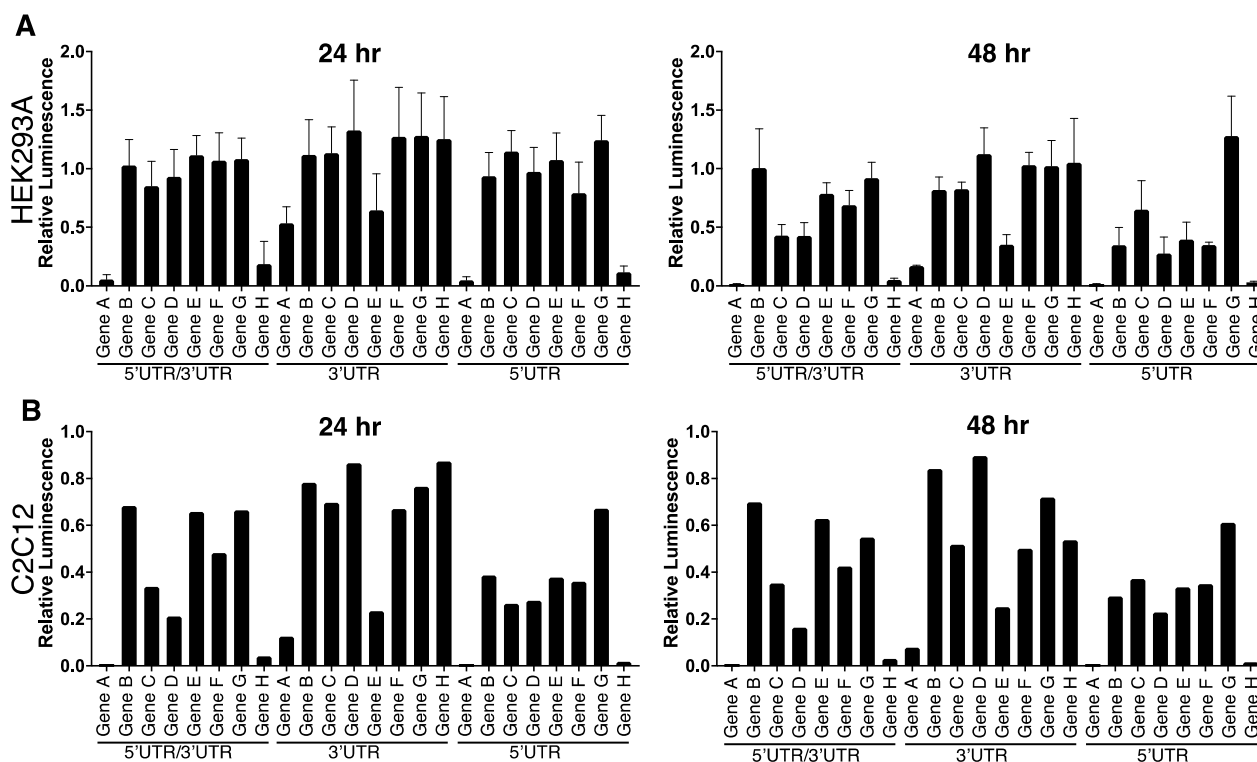 A
24 hr
HEK293A
Relative Luminescence
2.0
1.5
1.0
0.5
0.0
Gene A
Gene B
Gene C
Gene D
Gene E
Gene F
Gene G
Gene H
Gene A
Gene B
Gene C
Gene D
Gene E
Gene F
Gene G
Gene H
Gene A
Gene B
Gene C
Gene D
Gene E
Gene F
Gene G
Gene H
5'UTR/3'UTR
3'UTR
5'UTR
48 hr
Relative Luminescence
2.0
1.5
1.0
0.5
0.0
Gene A
Gene B
Gene C
Gene D
Gene E
Gene F
Gene G
Gene H
Gene A
Gene B
Gene C
Gene D
Gene E
Gene F
Gene G
Gene H
Gene A
Gene B
Gene C
Gene D
Gene E
Gene F
Gene G
Gene H
5'UTR/3'UTR
3'UTR
5'UTR
B
24 hr
C2C12
Relative Luminescence
1.0
0.8
0.6
0.4
0.2
0.0
Gene A
Gene B
Gene C
Gene D
Gene E
Gene F
Gene G
Gene H
Gene A
Gene B
Gene C
Gene D
Gene E
Gene F
Gene G
Gene H
Gene A
Gene B
Gene C
Gene D
Gene E
Gene F
Gene G
Gene H
5'UTR/3'UTR
3'UTR
5'UTR
48 hr
Relative Luminescence
1.0
0.8
0.6
0.4
0.2
0.0
Gene A
Gene B
Gene C
Gene D
Gene E
Gene F
Gene G
Gene H
Gene A
Gene B
Gene C
Gene D
Gene E
Gene F
Gene G
Gene H
Gene A
Gene B
Gene C
Gene D
Gene E
Gene F
Gene G
Gene H
5'UTR/3'UTR
3'UTR
5'UTR